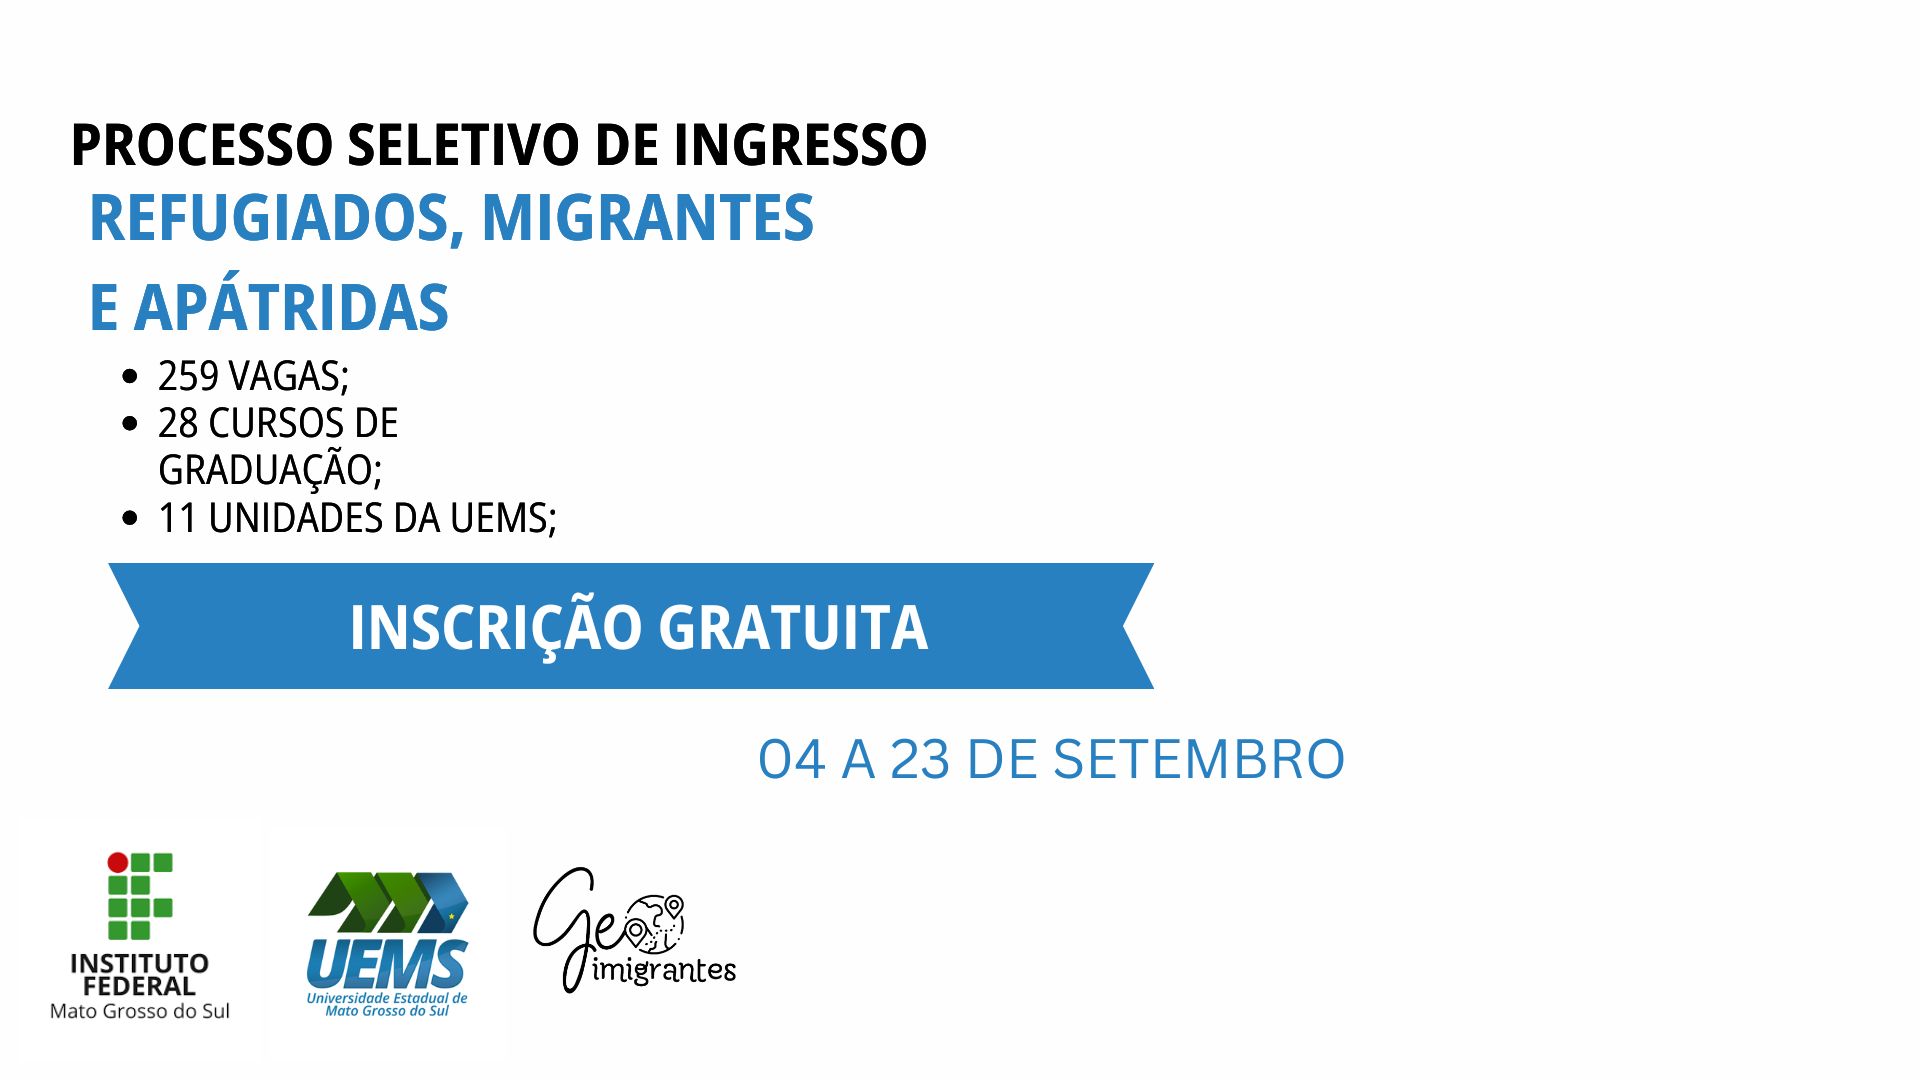 PROCESSO SELETIVO DE INGRESSO
REFUGIADOS, MIGRANTES
E APÁTRIDAS
• 259 VAGAS;
• 28 CURSOS DE
GRADUAÇÃO;
• 11 UNIDADES DA UEMS;
INSCRIÇÃO GRATUITA
04 A 23 DE SETEMBRO
INSTITUTO
FEDERAL
Mato Grosso do Sul
UEMS
Universidade Estadual de
Mato Grosso do Sul
Geo
imigrantes